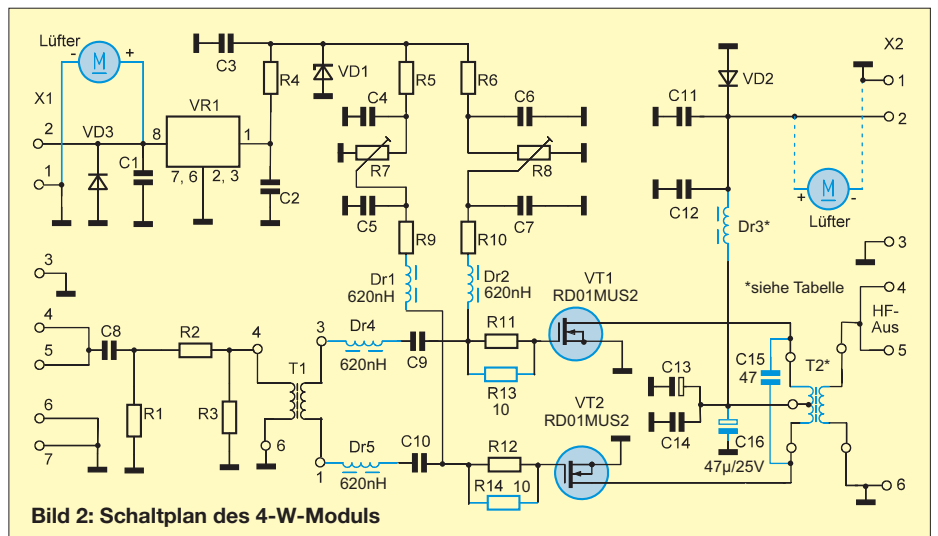 Lüfter
- M +
X1
2
1
VD3
C1
8
VR1
1
7, 6
2, 3
C3
R4
C2
VD1
R5
C4
R7
C5
R9
Dr1
620nH
R6
C6
R8
C7
R10
Dr2
620nH
VD2
C11
C12
Dr3*
X2
1
2
+ M -
Lüfter
3
*siehe Tabelle
4
HF-
Aus
5
6
3
4
5
6
7
C8
R1
R2
R3
4
6
T1
3
1
Dr4
620nH
C9
Dr5
620nH
C10
R11
R13
10
R12
R14
10
VT1
RD01MUS2
VT2
RD01MUS2
C13
C14
C15
47
C16
47µ/25V
T2*
Bild 2: Schaltplan des 4-W-Moduls